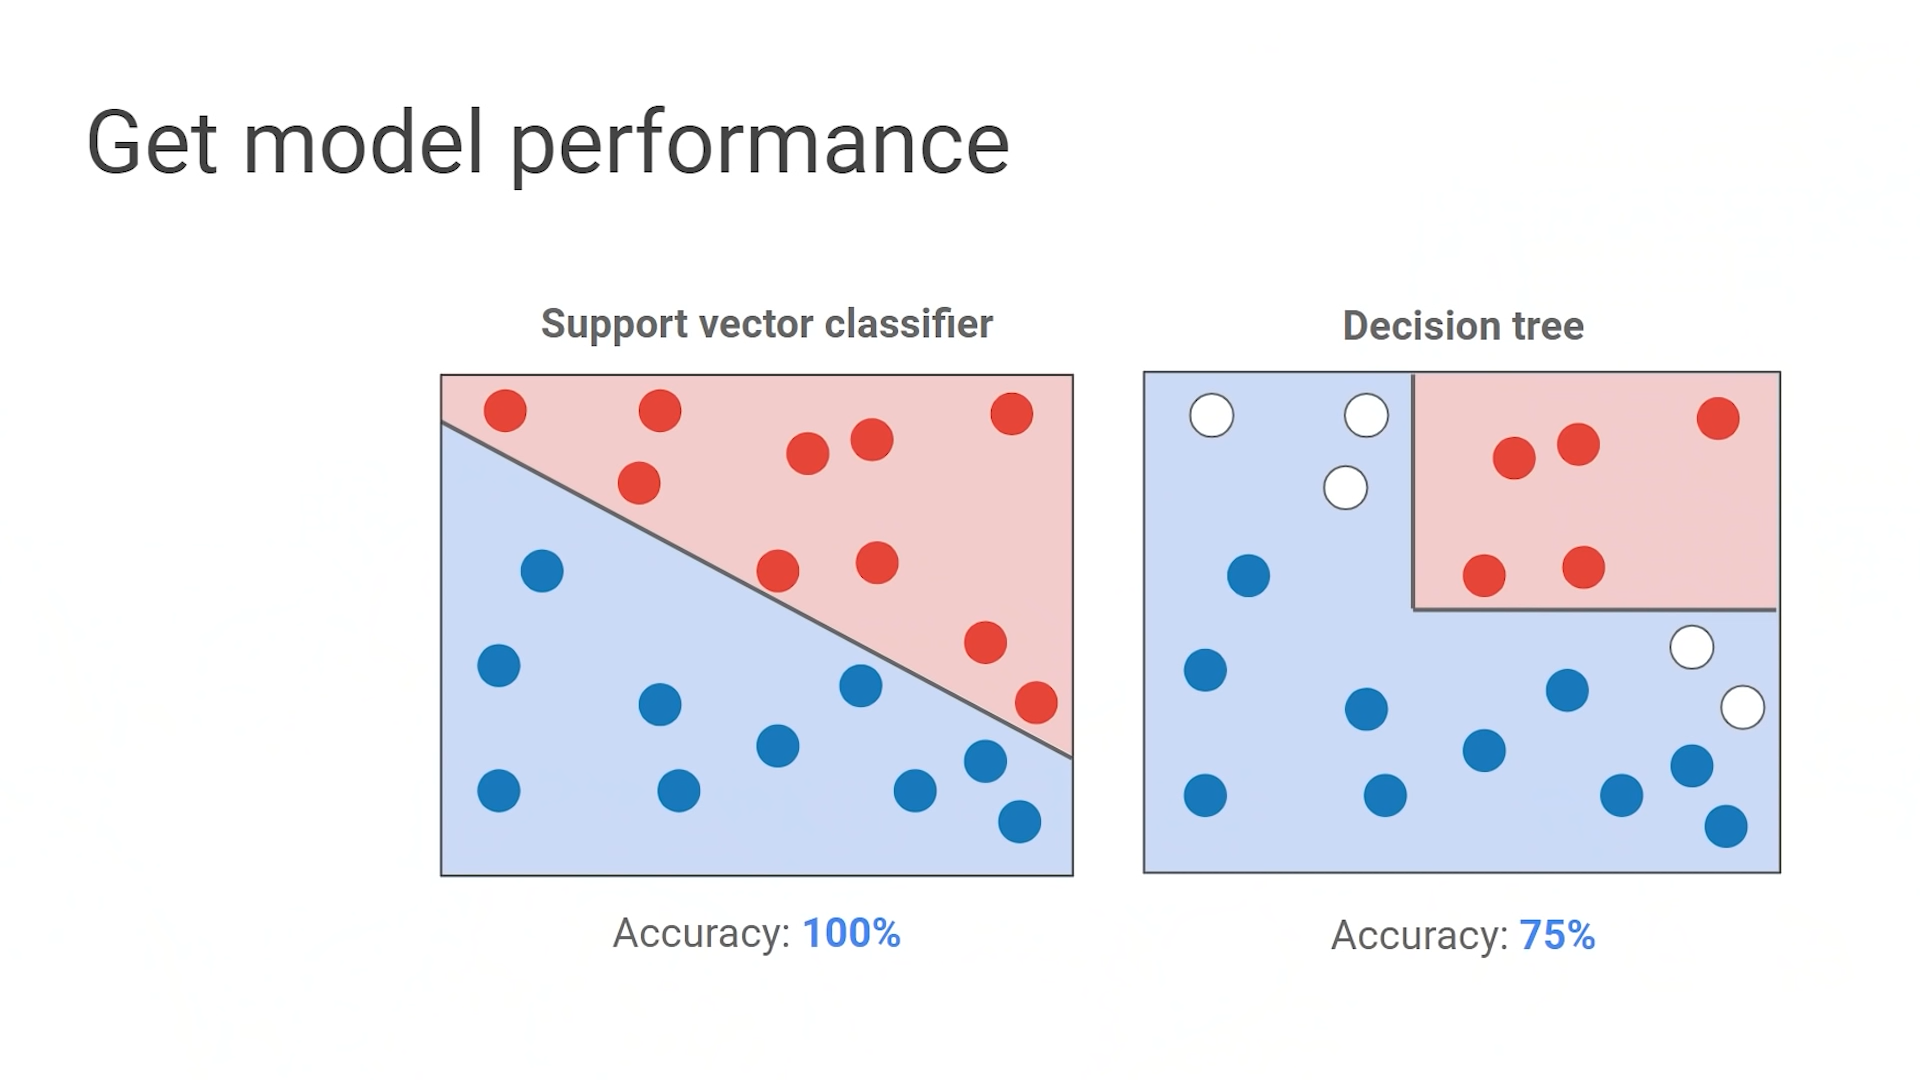 Get model performance
Support vector classifier
Decision tree
Accuracy: 100%
Accuracy: 75%